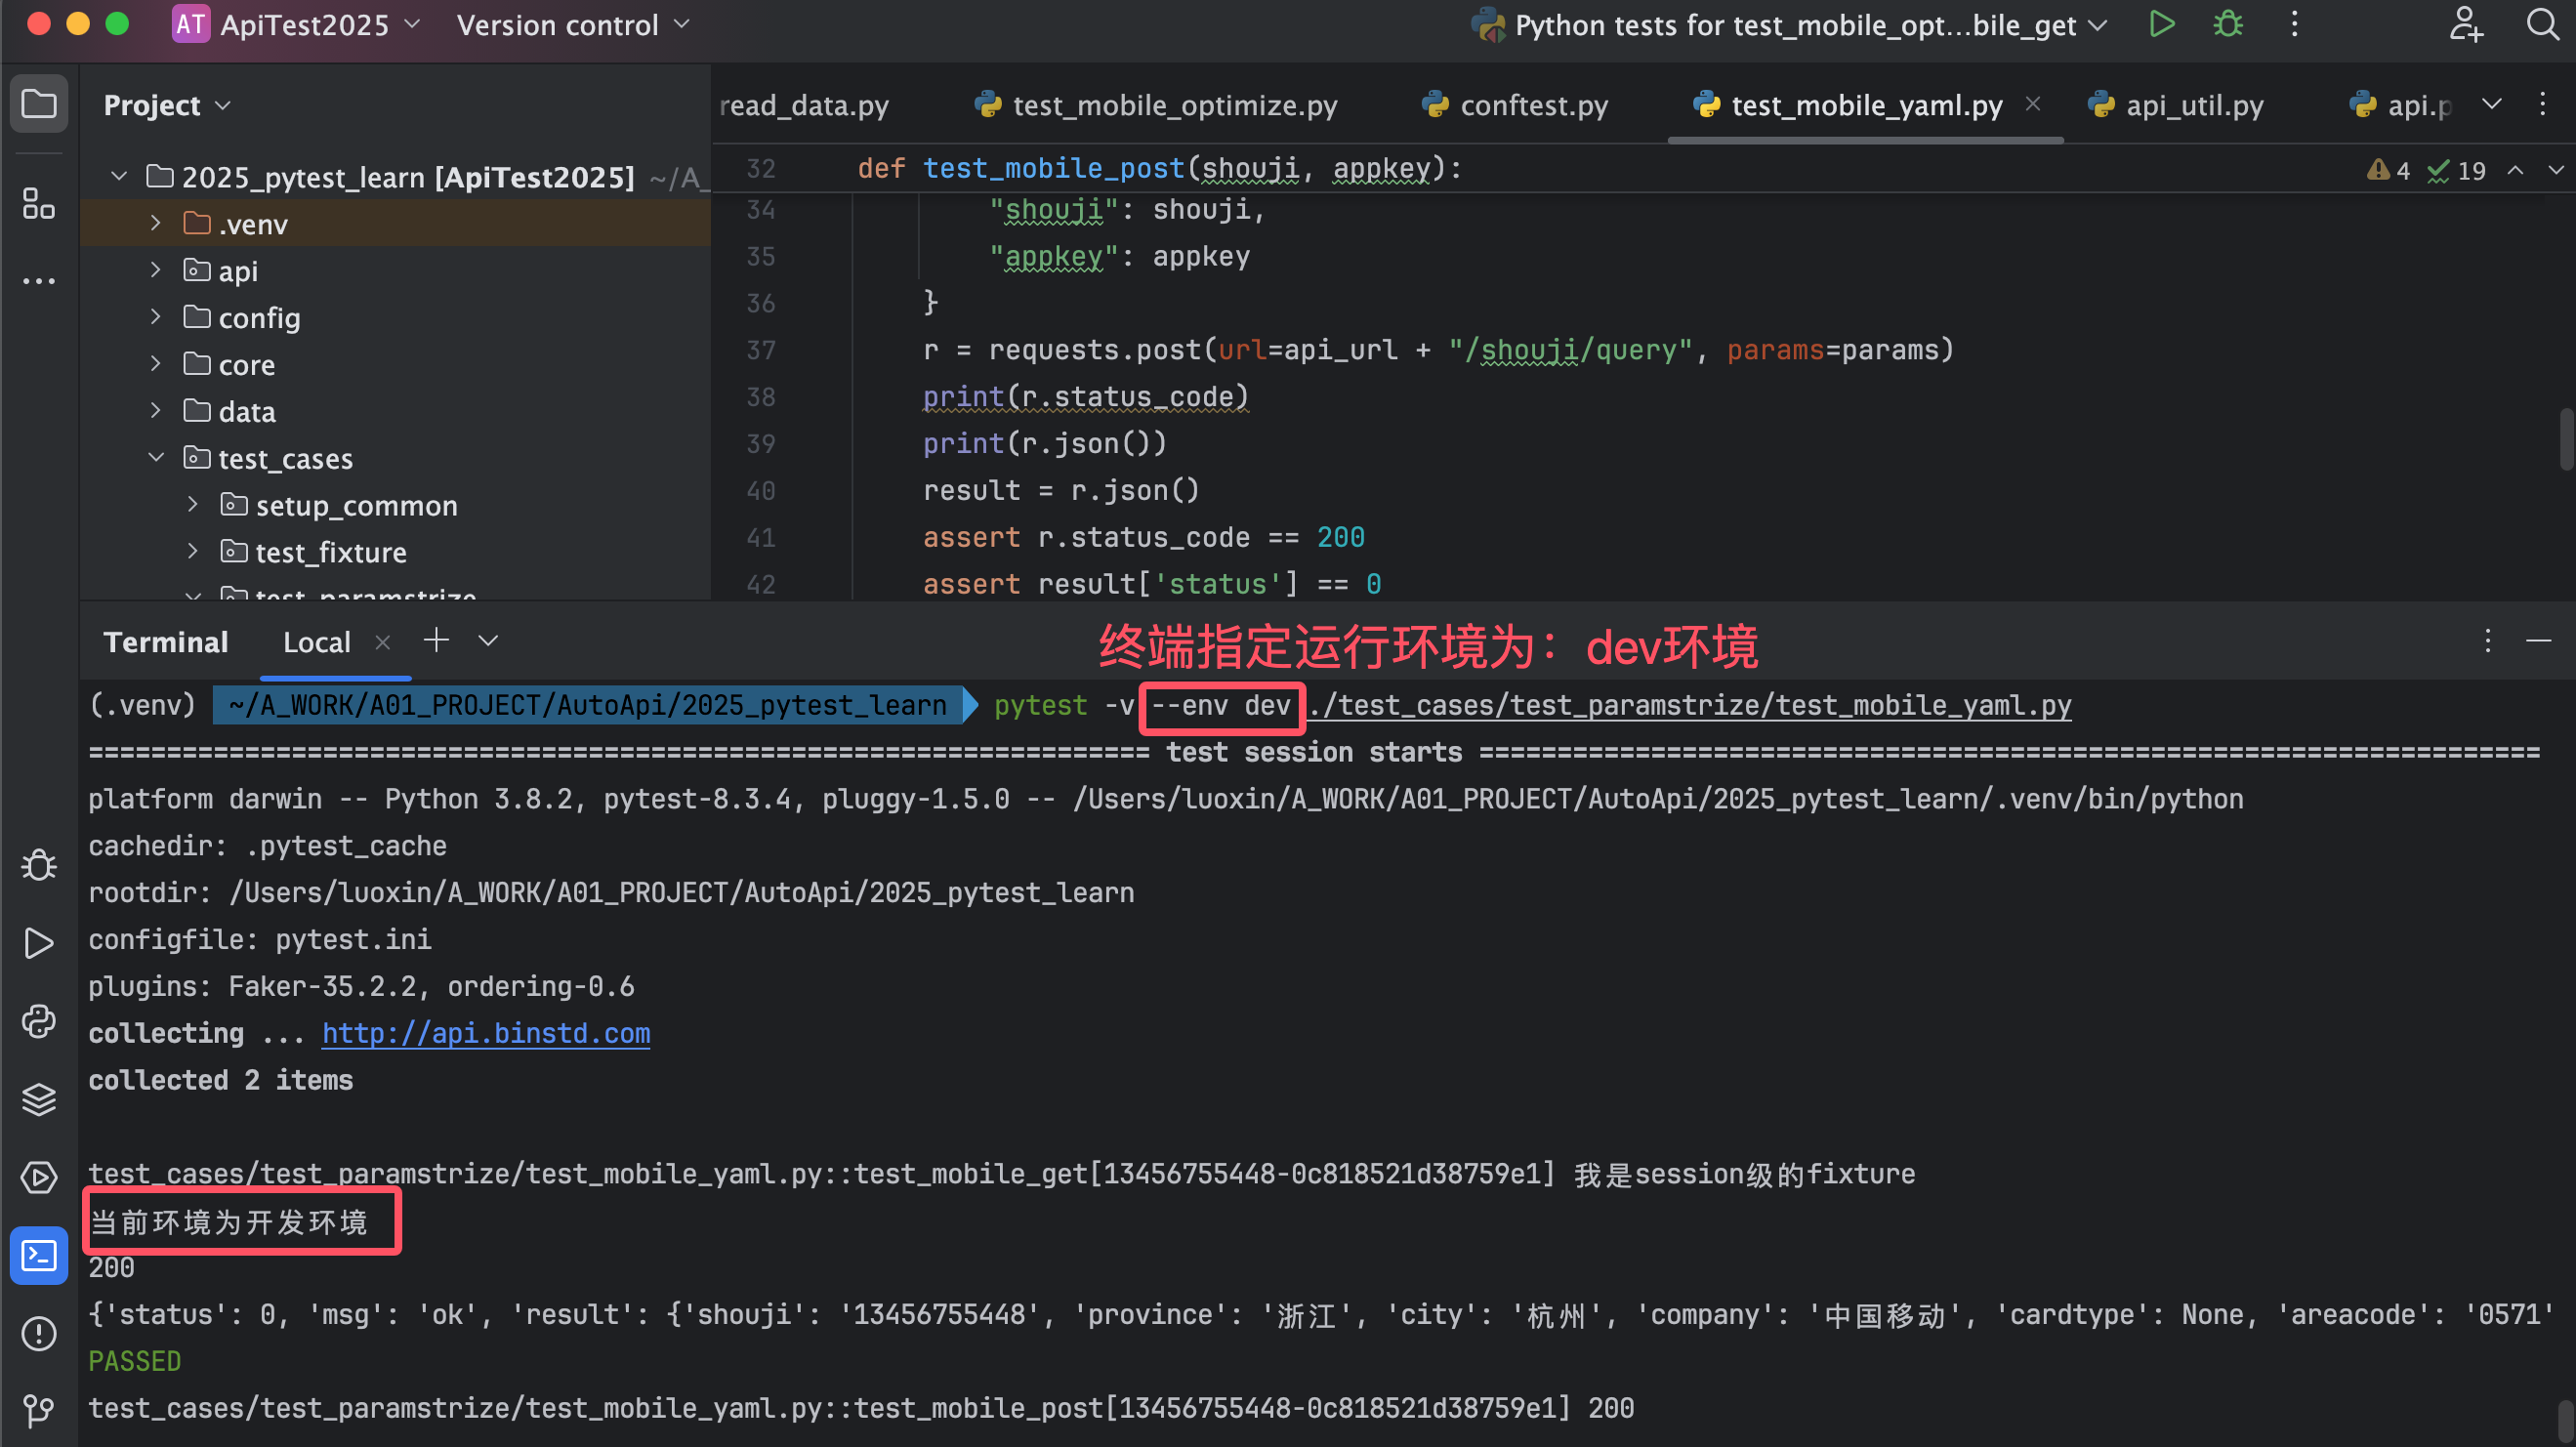 AT ApiTest2025 Version control Python tests for test_mobile_opt...bile_get
Project
read_data.py test_mobile_optimize.py conftest.py test_mobile_yaml.py api_util.py api.p
2025_pytest_learn [ApiTest2025] ~/A_
.venv
api
config
core
data
test_cases
setup_common
test_fixture
test_paramstrize
32 def test_mobile_post(shouji, appkey):
4 19
34 "shouji": shouji,
35 "appkey": appkey
36 }
37 r = requests.post(url=api_url + "/shouji/query", params=params)
38 print(r.status_code)
39 print(r.json())
40 result = r.json()
41 assert r.status_code == 200
42 assert result['status'] == 0
Terminal Local
终端指定运行环境为：dev环境
(.venv) ~/A_WORK/A01_PROJECT/AutoApi/2025_pytest_learn pytest -v --env dev ./test_cases/test_paramstrize/test_mobile_yaml.py
==================================================================== test session starts ====================================================================
platform darwin -- Python 3.8.2, pytest-8.3.4, pluggy-1.5.0 -- /Users/luoxin/A_WORK/A01_PROJECT/AutoApi/2025_pytest_learn/.venv/bin/python
cachedir: .pytest_cache
rootdir: /Users/luoxin/A_WORK/A01_PROJECT/AutoApi/2025_pytest_learn
configfile: pytest.ini
plugins: Faker-35.2.2, ordering-0.6
collecting ... http://api.binstd.com
collected 2 items
test_cases/test_paramstrize/test_mobile_yaml.py::test_mobile_get[13456755448-0c818521d38759e1] 我是session级的fixture
当前环境为开发环境
200
{'status': 0, 'msg': 'ok', 'result': {'shouji': '13456755448', 'province': '浙江', 'city': '杭州', 'company': '中国移动', 'cardtype': None, 'areacode': '0571'
PASSED
test_cases/test_paramstrize/test_mobile_yaml.py::test_mobile_post[13456755448-0c818521d38759e1] 200